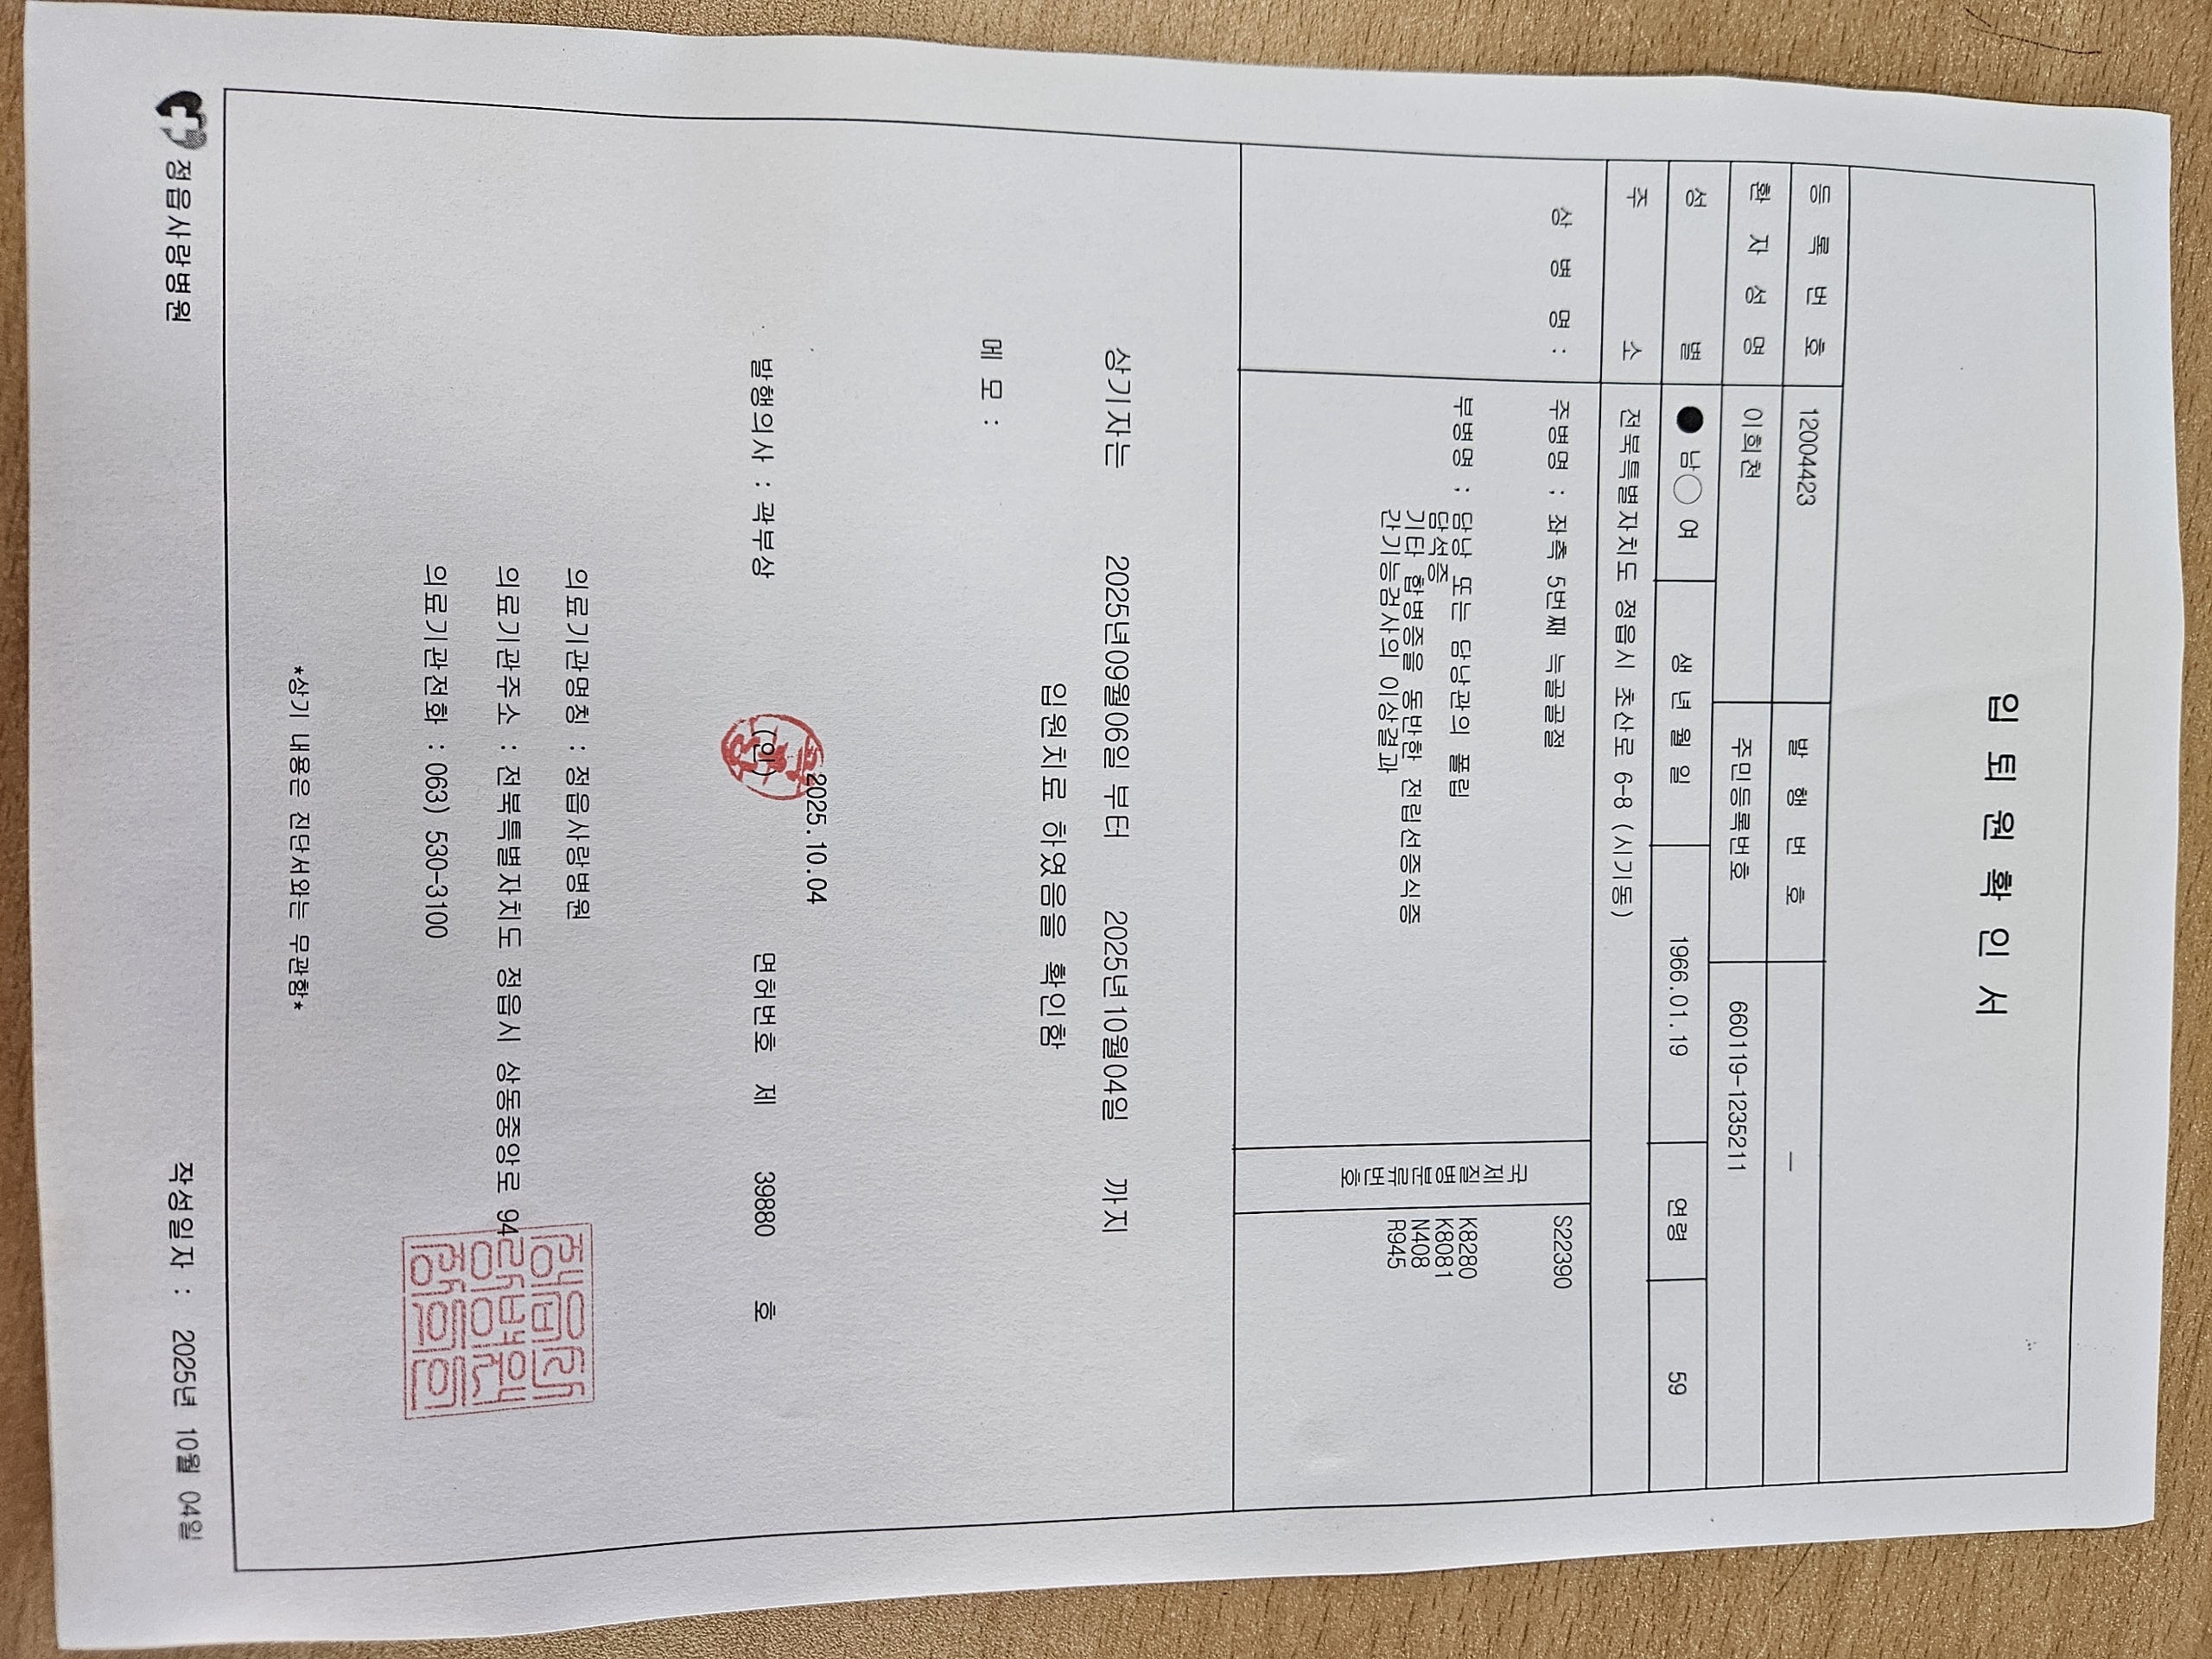 입 퇴 원 확 인 서
등 록 번 호 12004423 발 행 번 호 —
환 자 성 명 이희천 주민등록번호 660119-1235211
성 별 ● 남 ○ 여 생 년 월 일 1966.01.19 연령 59
주 소 전북특별자치도 정읍시 초산로 6-8 (시기동)
상 병 명 : 주병명 : 좌측 5번째 늑골골절 국제질병분류번호 S22390
부병명 : 담낭 또는 담낭관의 폴립 K8280
담석증 K8081
기타 합병증을 동반한 전립선증식증 N408
간기능검사의 이상결과 R945
상기자는 2025년09월06일 부터 2025년10월04일 까지
입원치료 하였음을 확인함
메 모 :
2025.10.04
발행의사 : 곽부상 (인) 면허번호 제 39880 호
의료기관명칭 : 정읍사랑병원
의료기관주소 : 전북특별자치도 정읍시 상동중앙로 94
의료기관전화 : 063) 530-3100
*상기 내용은 진단서와는 무관함*
정읍사랑병원 작성일자 : 2025년 10월 04일